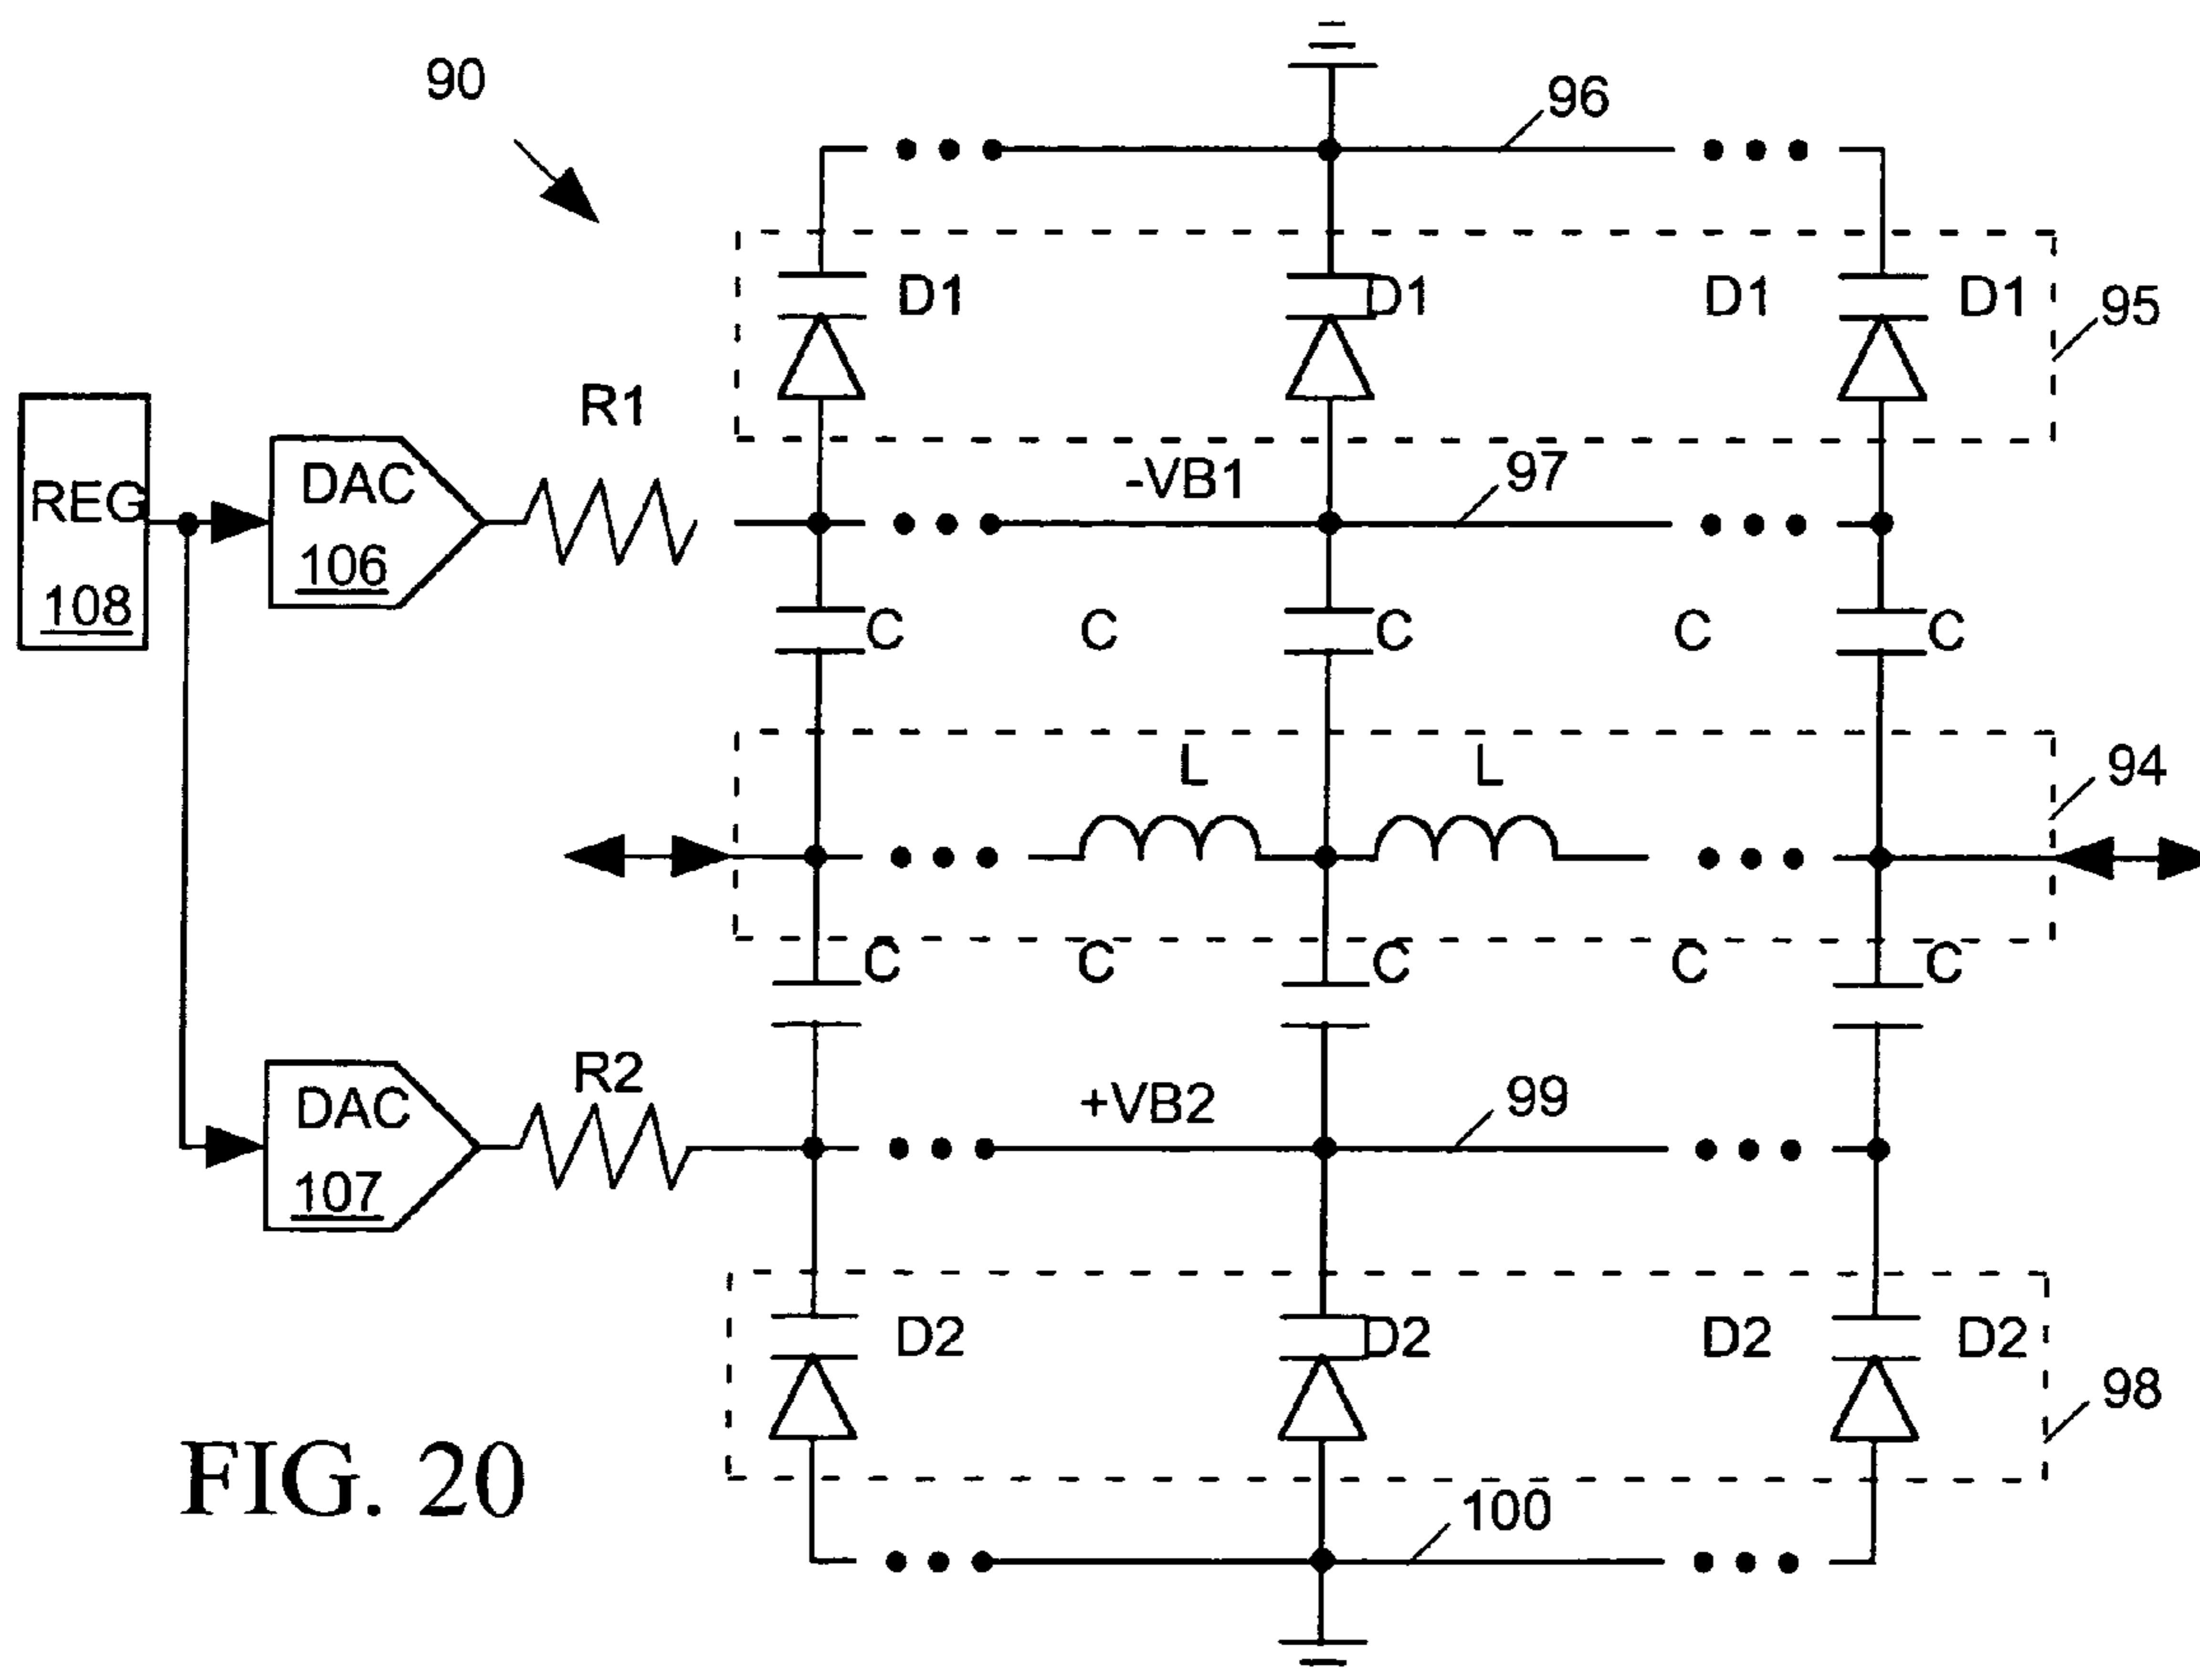 90
96
D1 D1 D1 D1
95
R1
REG
108
DAC
106
-VB1
97
C C C C C
L L
94
C C C C C
DAC
107
R2
+VB2
99
D2 D2 D2 D2
98
100
FIG. 20